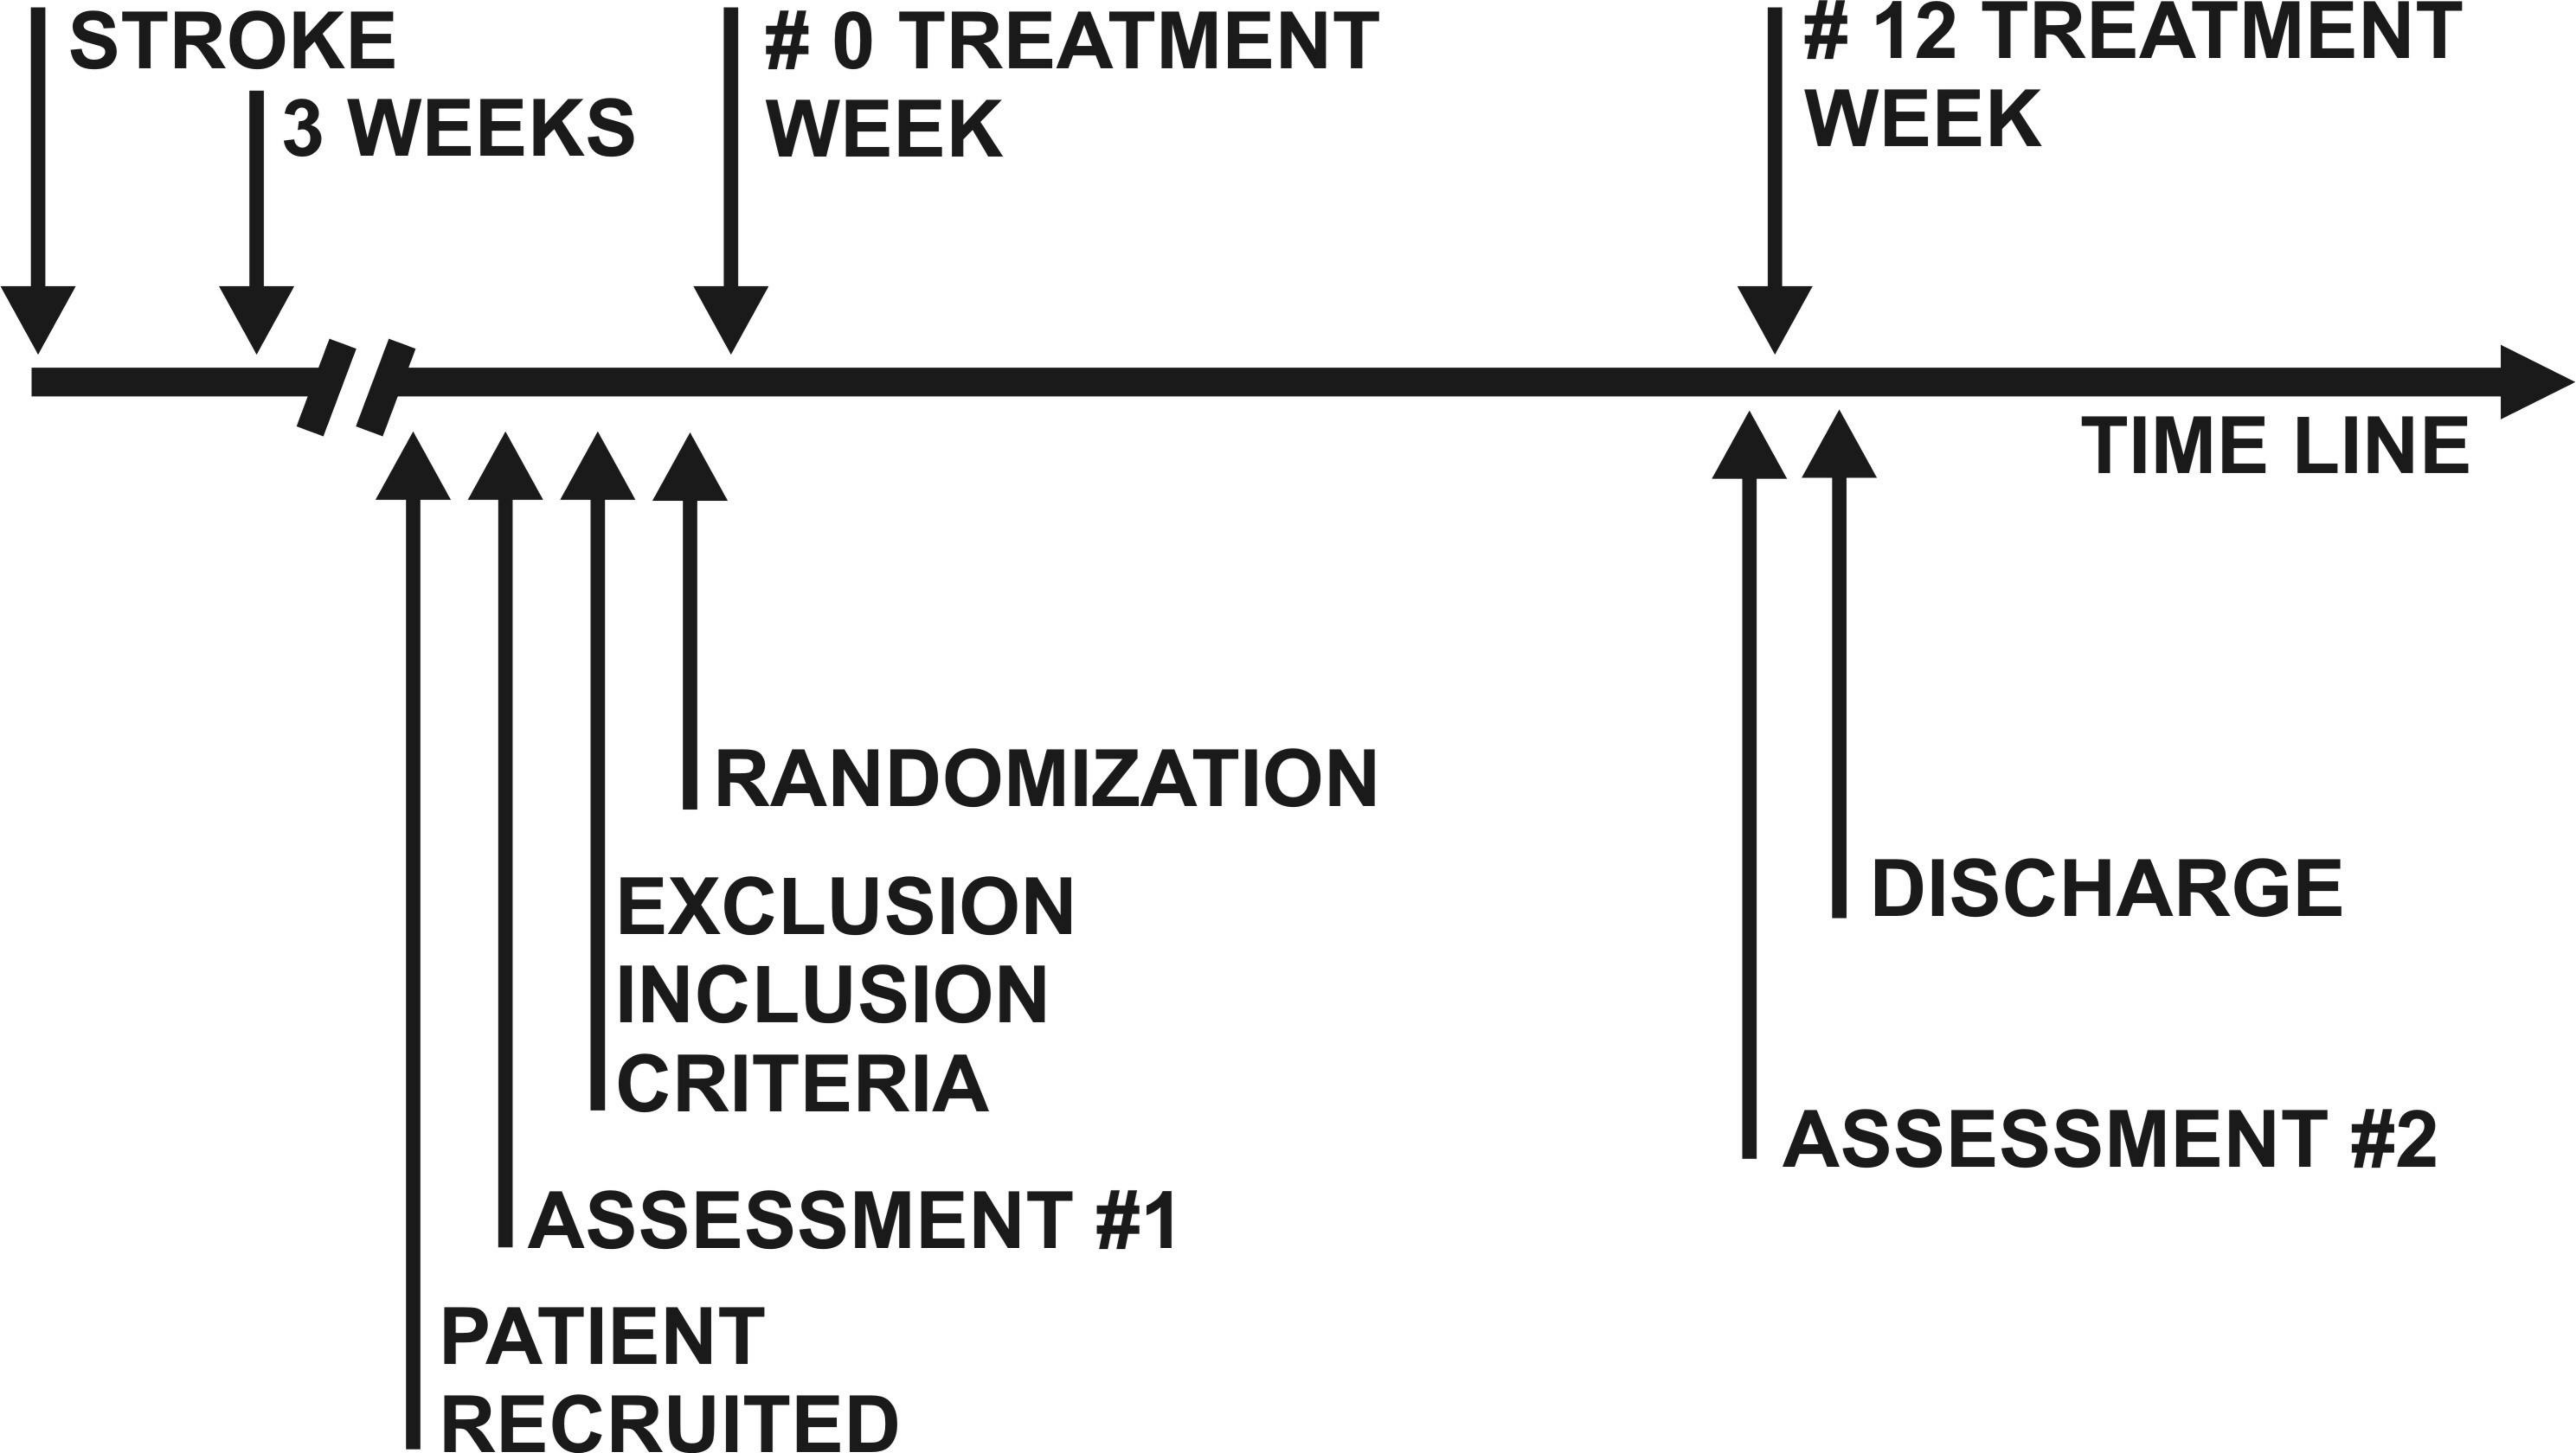 STROKE
3 WEEKS
# 0 TREATMENT
WEEK
# 12 TREATMENT
WEEK
TIME LINE
RANDOMIZATION
EXCLUSION
INCLUSION
CRITERIA
ASSESSMENT #1
PATIENT
RECRUITED
DISCHARGE
ASSESSMENT #2